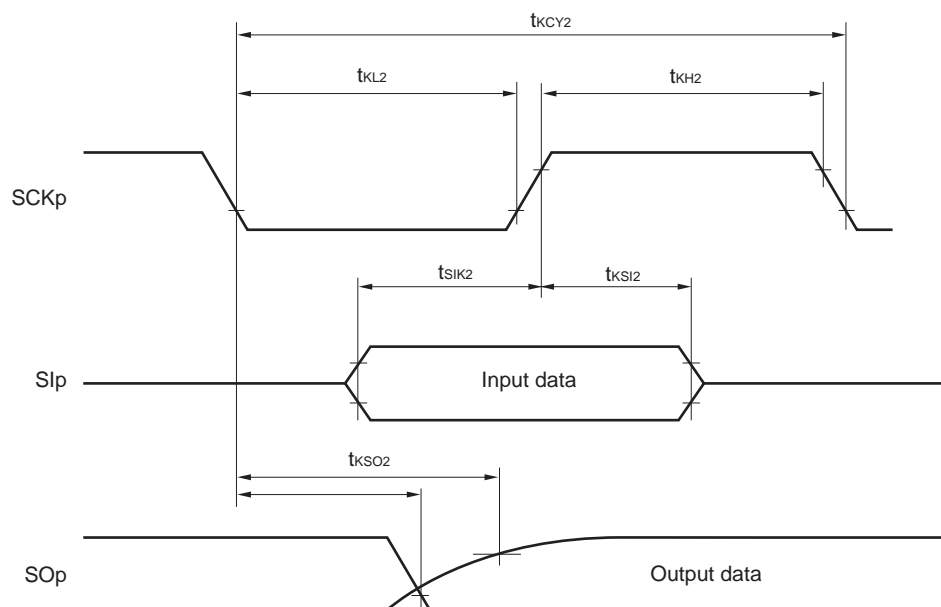 tKCY2
tKL2
tKH2
SCKp
tSIK2
tKSI2
SIp
Input data
tKSO2
SOp
Output data